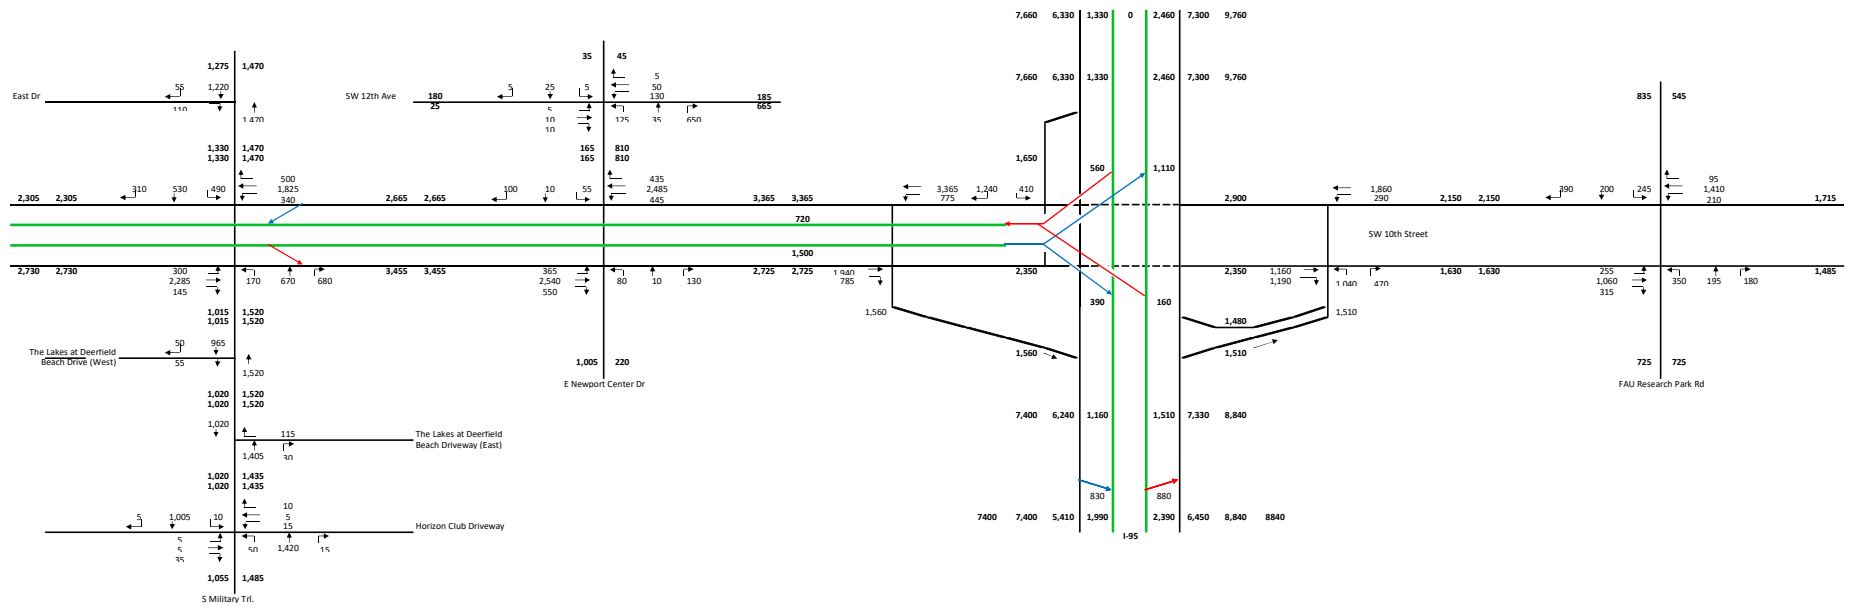 7,660 6,330 1,330 0 2,460 7,300 9,760
35 45
1,275 1,470
7,660 6,330 1,330 2,460 7,300 9,760
5
55 1,220
5 25 5 50
East Dr
SW 12th Ave 180 130 185
835 545
110
25 5 665
1,470
10 125 35 650
10
1,330 1,470
165 810
1,330 1,470
165 810
1,650
560 1,110
500
435
95
310 530 490 1,825
100 10 55 2,485
3,365 1,240 410
1,860
390 200 245 1,410
340
445
775
290
210
2,305 2,305 2,665 2,665 3,365 3,365 2,900 2,150 2,150 1,715
720
SW 10th Street
1,500
2,730 2,730 300 3,455 3,455 365 2,725 2,725 1,940 2,350 2,350 1,160 1,630 1,630 255 1,485
2,285 170 670 680
2,540 80 10 130
785
1,190 1,040 470
1,060 350 195 180
145
550
315
390 160
1,015 1,520
1,560
1,510
1,015 1,520
1,480
50 965
The Lakes at Deerfield
Beach Drive (West)
55
1,560 1,510
1,005 220
725 725
1,520
E Newport Center Dr
FAU Research Park Rd
1,020 1,520
1,020 1,520
7,400 6,240 1,160 1,510 7,330 8,840
1,020
115
The Lakes at Deerfield
Beach Driveway (East)
1,405 30
1,020 1,435
1,020 1,435
830 880
10
5 1,005 10 5
15
7400 7,400 5,410 1,990 2,390 6,450 8,840 8840
Horizon Club Driveway
I-95
5
5 50 1,420 15
35
1,055 1,485
S Military Trl.